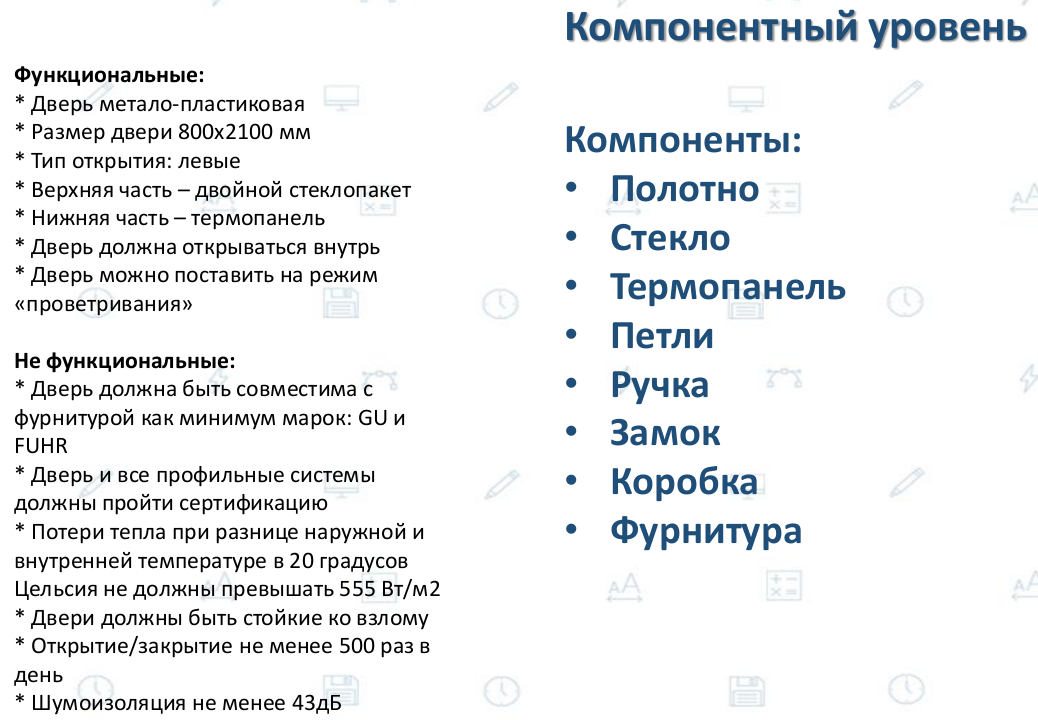 Компонентный уровень
Функциональные:
* Дверь метало-пластиковая
* Размер двери 800х2100 мм
* Тип открытия: левые
* Верхняя часть – двойной стеклопакет
* Нижняя часть – термопанель
* Дверь должна открываться внутрь
* Дверь можно поставить на режим
«проветривания»
Не функциональные:
* Дверь должна быть совместима с
фурнитурой как минимум марок: GU и
FUHR
* Дверь и все профильные системы
должны пройти сертификацию
* Потери тепла при разнице наружной и
внутренней температуре в 20 градусов
Цельсия не должны превышать 555 Вт/м2
* Двери должны быть стойкие ко взлому
* Открытие/закрытие не менее 500 раз в
день
* Шумоизоляция не менее 43дБ
Компоненты:
• Полотно
• Стекло
• Термопанель
• Петли
• Ручка
• Замок
• Коробка
• Фурнитура